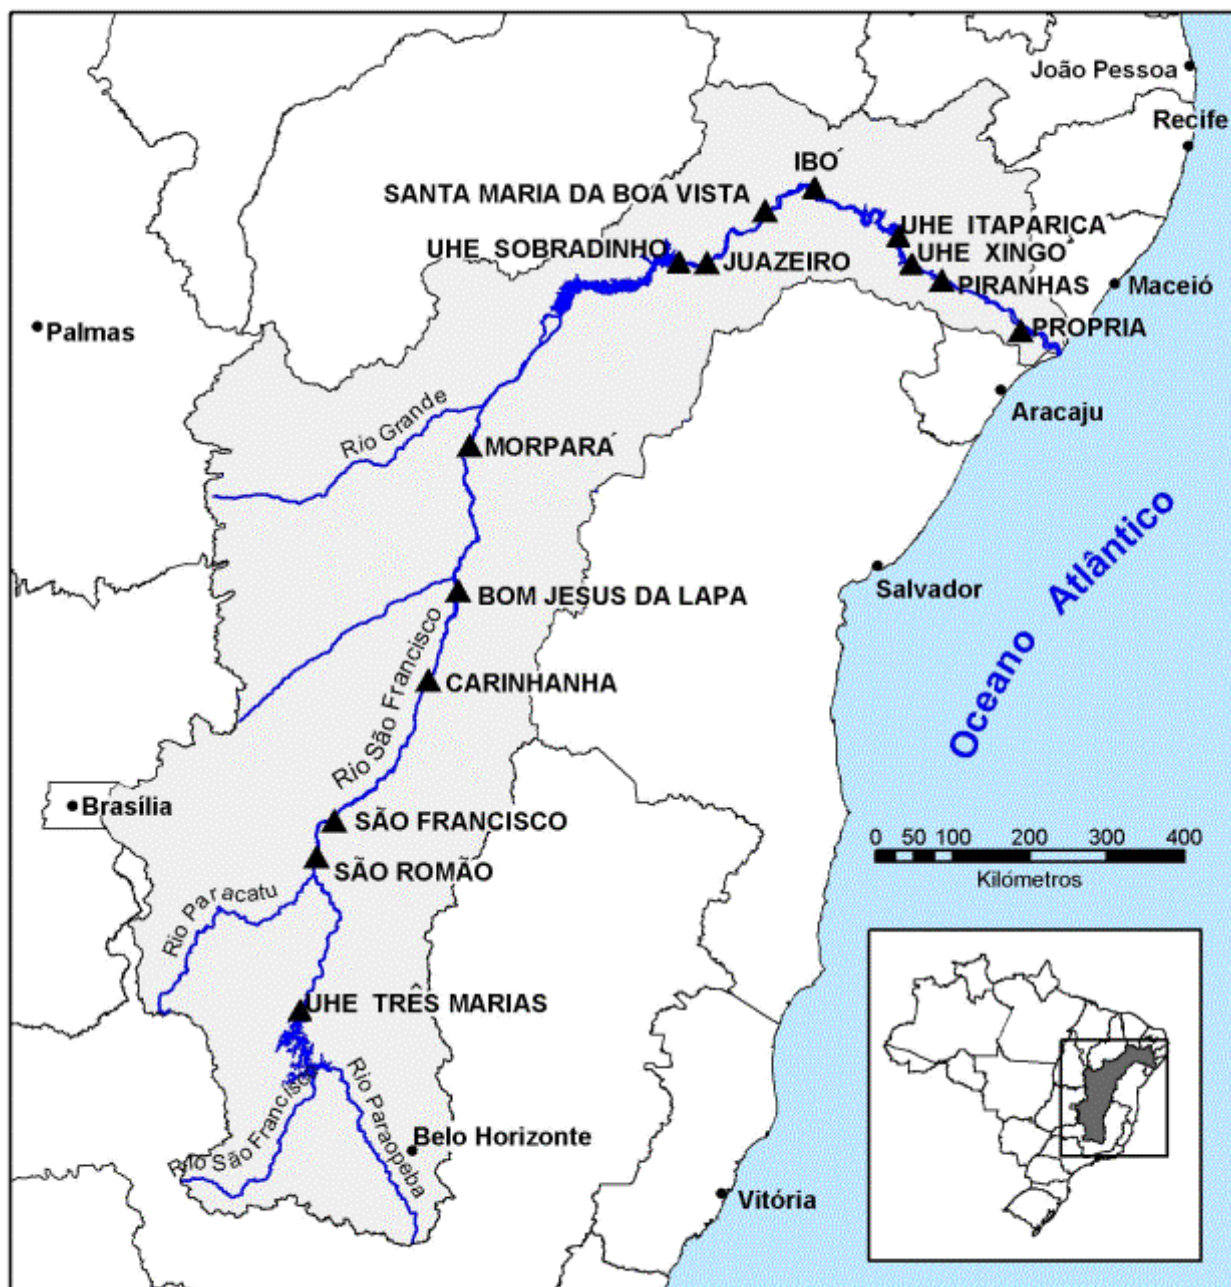 João Pessoa
Recife
IBÓ
SANTA MARIA DA BOA VISTA
UHE ITAPARICA
UHE SOBRADINHO
JUAZEIRO
UHE XINGÓ
PIRANHAS
Maceió
Palmas
PROPRIA
Aracaju
Rio Grande
MORPARÁ
Oceano Atlântico
Salvador
BOM JESUS DA LAPA
Rio São Francisco
CARINHANHA
Brasília
SÃO FRANCISCO
0 50 100 200 300 400
Kilómetros
SÃO ROMÃO
Rio Paracatu
UHE TRÊS MARIAS
Rio São Francisco
Rio Paraopeba
Belo Horizonte
Vitória